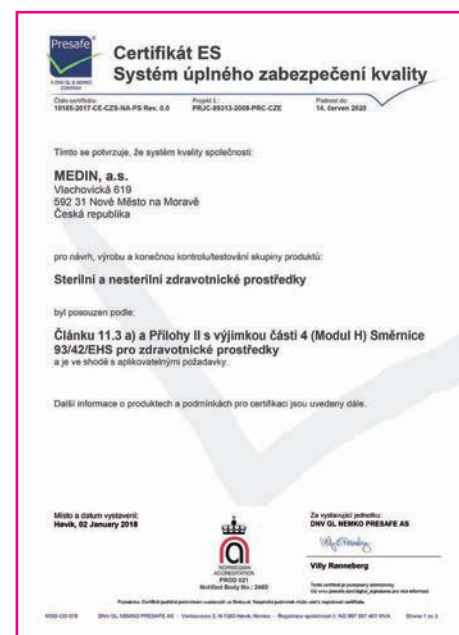 Presafe
A DNV GL & NEMKO
COMPANY
Certifikát ES
Systém úplného zabezpečení kvality
Číslo certifikátu:
10185-2017-CE-CZS-NA-PS Rev. 0.0
Projekt č.:
PRJC-89313-2008-PRC-CZE
Platnost do:
14. červen 2020
Tímto se potvrzuje, že systém kvality společnosti:
MEDIN, a.s.
Vlachovická 619
592 31 Nové Město na Moravě
Česká republika
pro návrh, výrobu a konečnou kontrolu/testování skupiny produktů:
Sterilní a nesterilní zdravotnické prostředky
byl posouzen podle:
Článku 11.3 a) a Přílohy II s výjimkou části 4 (Modul H) Směrnice
93/42/EHS pro zdravotnické prostředky
a je ve shodě s aplikovatelnými požadavky.
Další informace o produktech a podmínkách pro certifikaci jsou uvedeny dále.
Místo a datum vystavení:
Høvik, 02 January 2018
NORWEGIAN
ACCREDITATION
PROD 021
Notified Body No.: 2460
Za vystavující jednotku:
DNV GL NEMKO PRESAFE AS
Villy Rønneberg